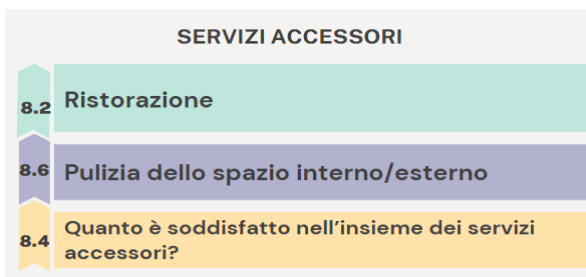 SERVIZI ACCESSORI
8.2 Ristorazione
8.6 Pulizia dello spazio interno/esterno
8.4 Quanto è soddisfatto nell'insieme dei servizi
accessori?